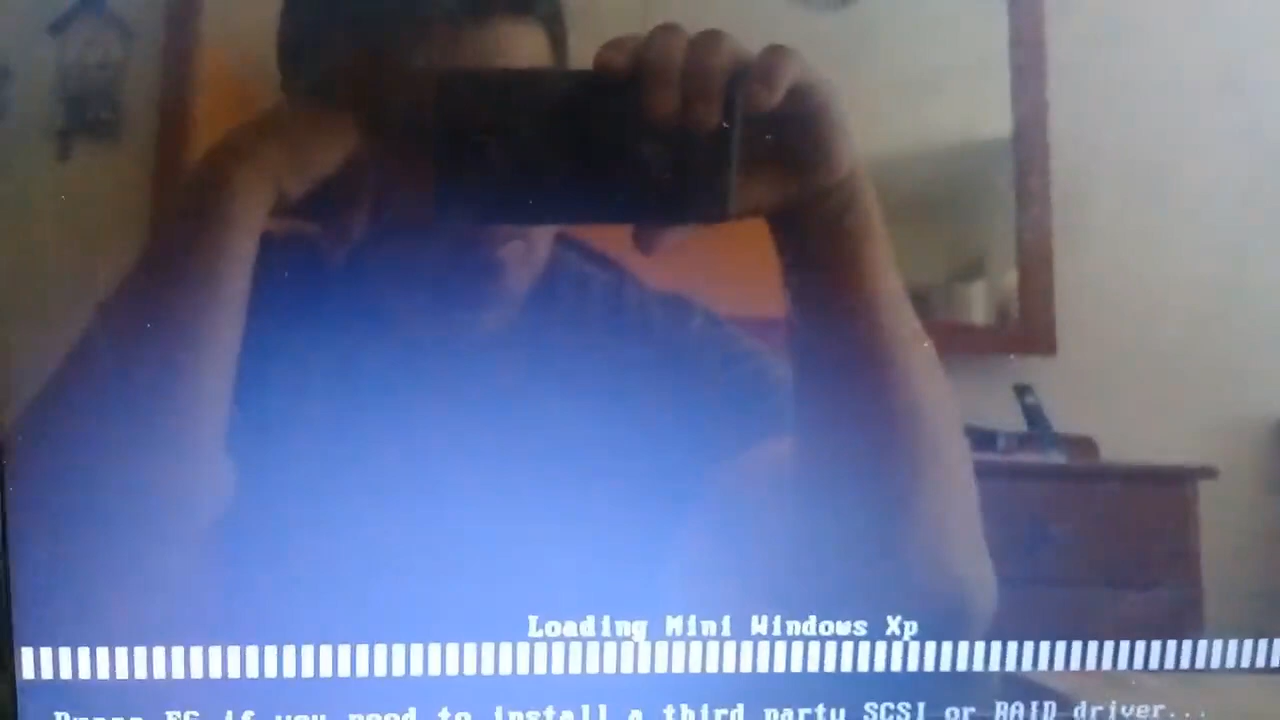 Loading Mini Windows Xp
Press F6 if you need to install a third party SCSI or RAID driver...